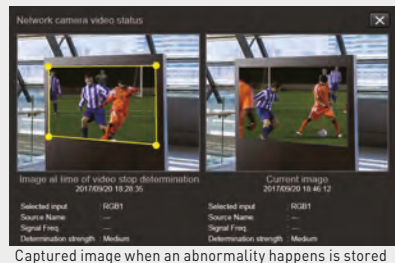 Network camera video status
Image al lime of video stop determination
2017/09/20 18:28:35
Selected input : RGB1
Source Name : ---
Signal Freq. : ---
Determination strength : Medium
Current image
2017/09/20 18:46:12
Selected input : RGB1
Source Name : ---
Signal Freq. : ---
Determination strength : Medium
Captured image when an abnormality happens is stored